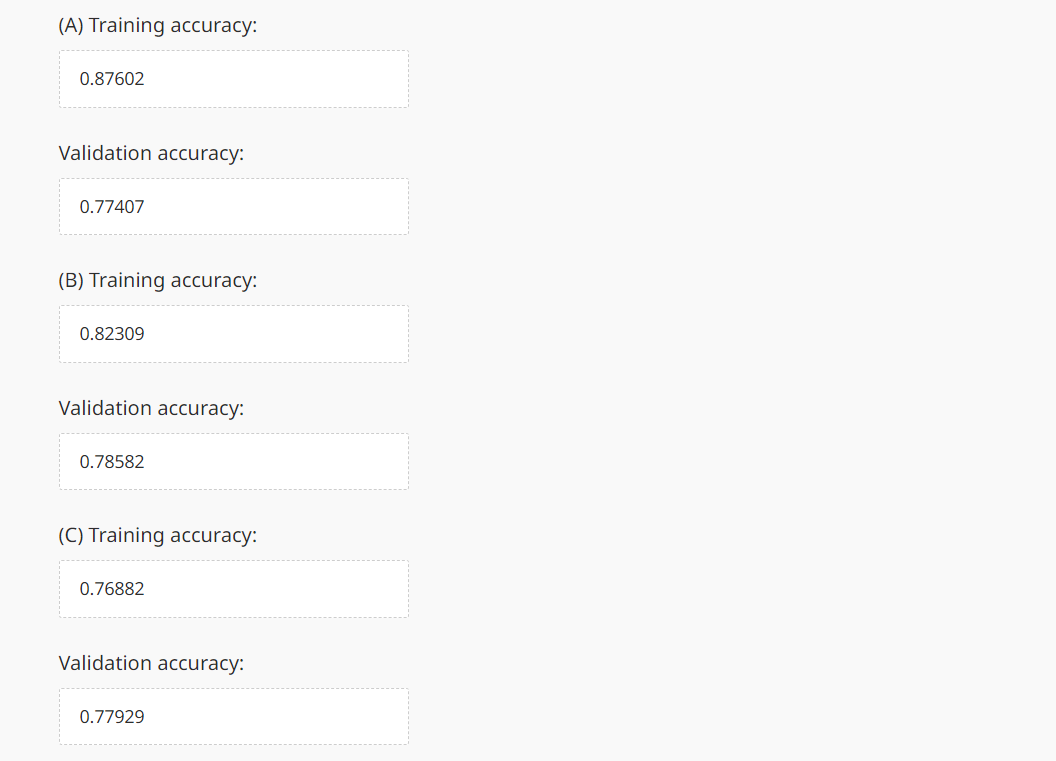 (A) Training accuracy:
0.87602
Validation accuracy:
0.77407
(B) Training accuracy:
0.82309
Validation accuracy:
0.78582
(C) Training accuracy:
0.76882
Validation accuracy:
0.77929